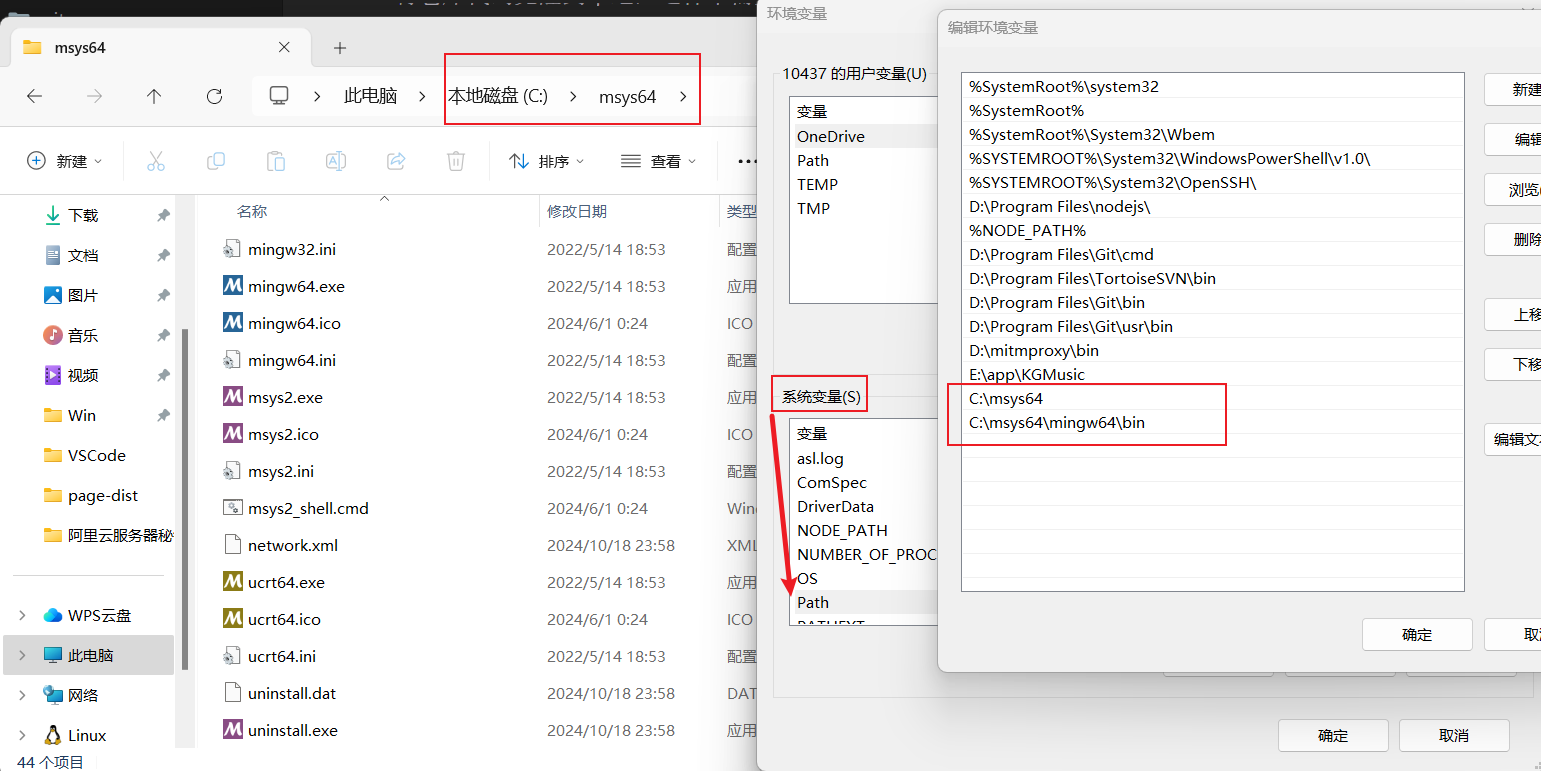 msys64
此电脑
本地磁盘 (C:)
msys64
新建
排序
查看
下载
文档
图片
音乐
视频
Win
VSCode
page-dist
阿里云服务器秘
WPS云盘
此电脑
网络
Linux
44 个项目
名称 修改日期 类型
mingw32.ini 2022/5/14 18:53 配置
mingw64.exe 2022/5/14 18:53 应用
mingw64.ico 2024/6/1 0:24 ICO
mingw64.ini 2022/5/14 18:53 配置
msys2.exe 2022/5/14 18:53 应用
msys2.ico 2024/6/1 0:24 ICO
msys2.ini 2022/5/14 18:53 配置
msys2_shell.cmd 2024/6/1 0:24 Win
network.xml 2024/10/18 23:58 XML
ucrt64.exe 2022/5/14 18:53 应用
ucrt64.ico 2024/6/1 0:24 ICO
ucrt64.ini 2022/5/14 18:53 配置
uninstall.dat 2024/10/18 23:58 DAT
uninstall.exe 2024/10/18 23:58 应用
环境变量
10437 的用户变量(U)
变量
OneDrive
Path
TEMP
TMP
系统变量(S)
变量
asl.log
ComSpec
DriverData
NODE_PATH
NUMBER_OF_PROC
OS
Path
PATHEXT
确定
取消
编辑环境变量
%SystemRoot%\system32
%SystemRoot%
%SystemRoot%\System32\Wbem
%SYSTEMROOT%\System32\WindowsPowerShell\v1.0\
%SYSTEMROOT%\System32\OpenSSH\
D:\Program Files\nodejs\
%NODE_PATH%
D:\Program Files\Git\cmd
D:\Program Files\TortoiseSVN\bin
D:\Program Files\Git\bin
D:\Program Files\Git\usr\bin
D:\mitmproxy\bin
E:\app\KGMusic
C:\msys64
C:\msys64\mingw64\bin
新建
编辑
浏览(
删除
上移
下移
编辑文本
确定
取消